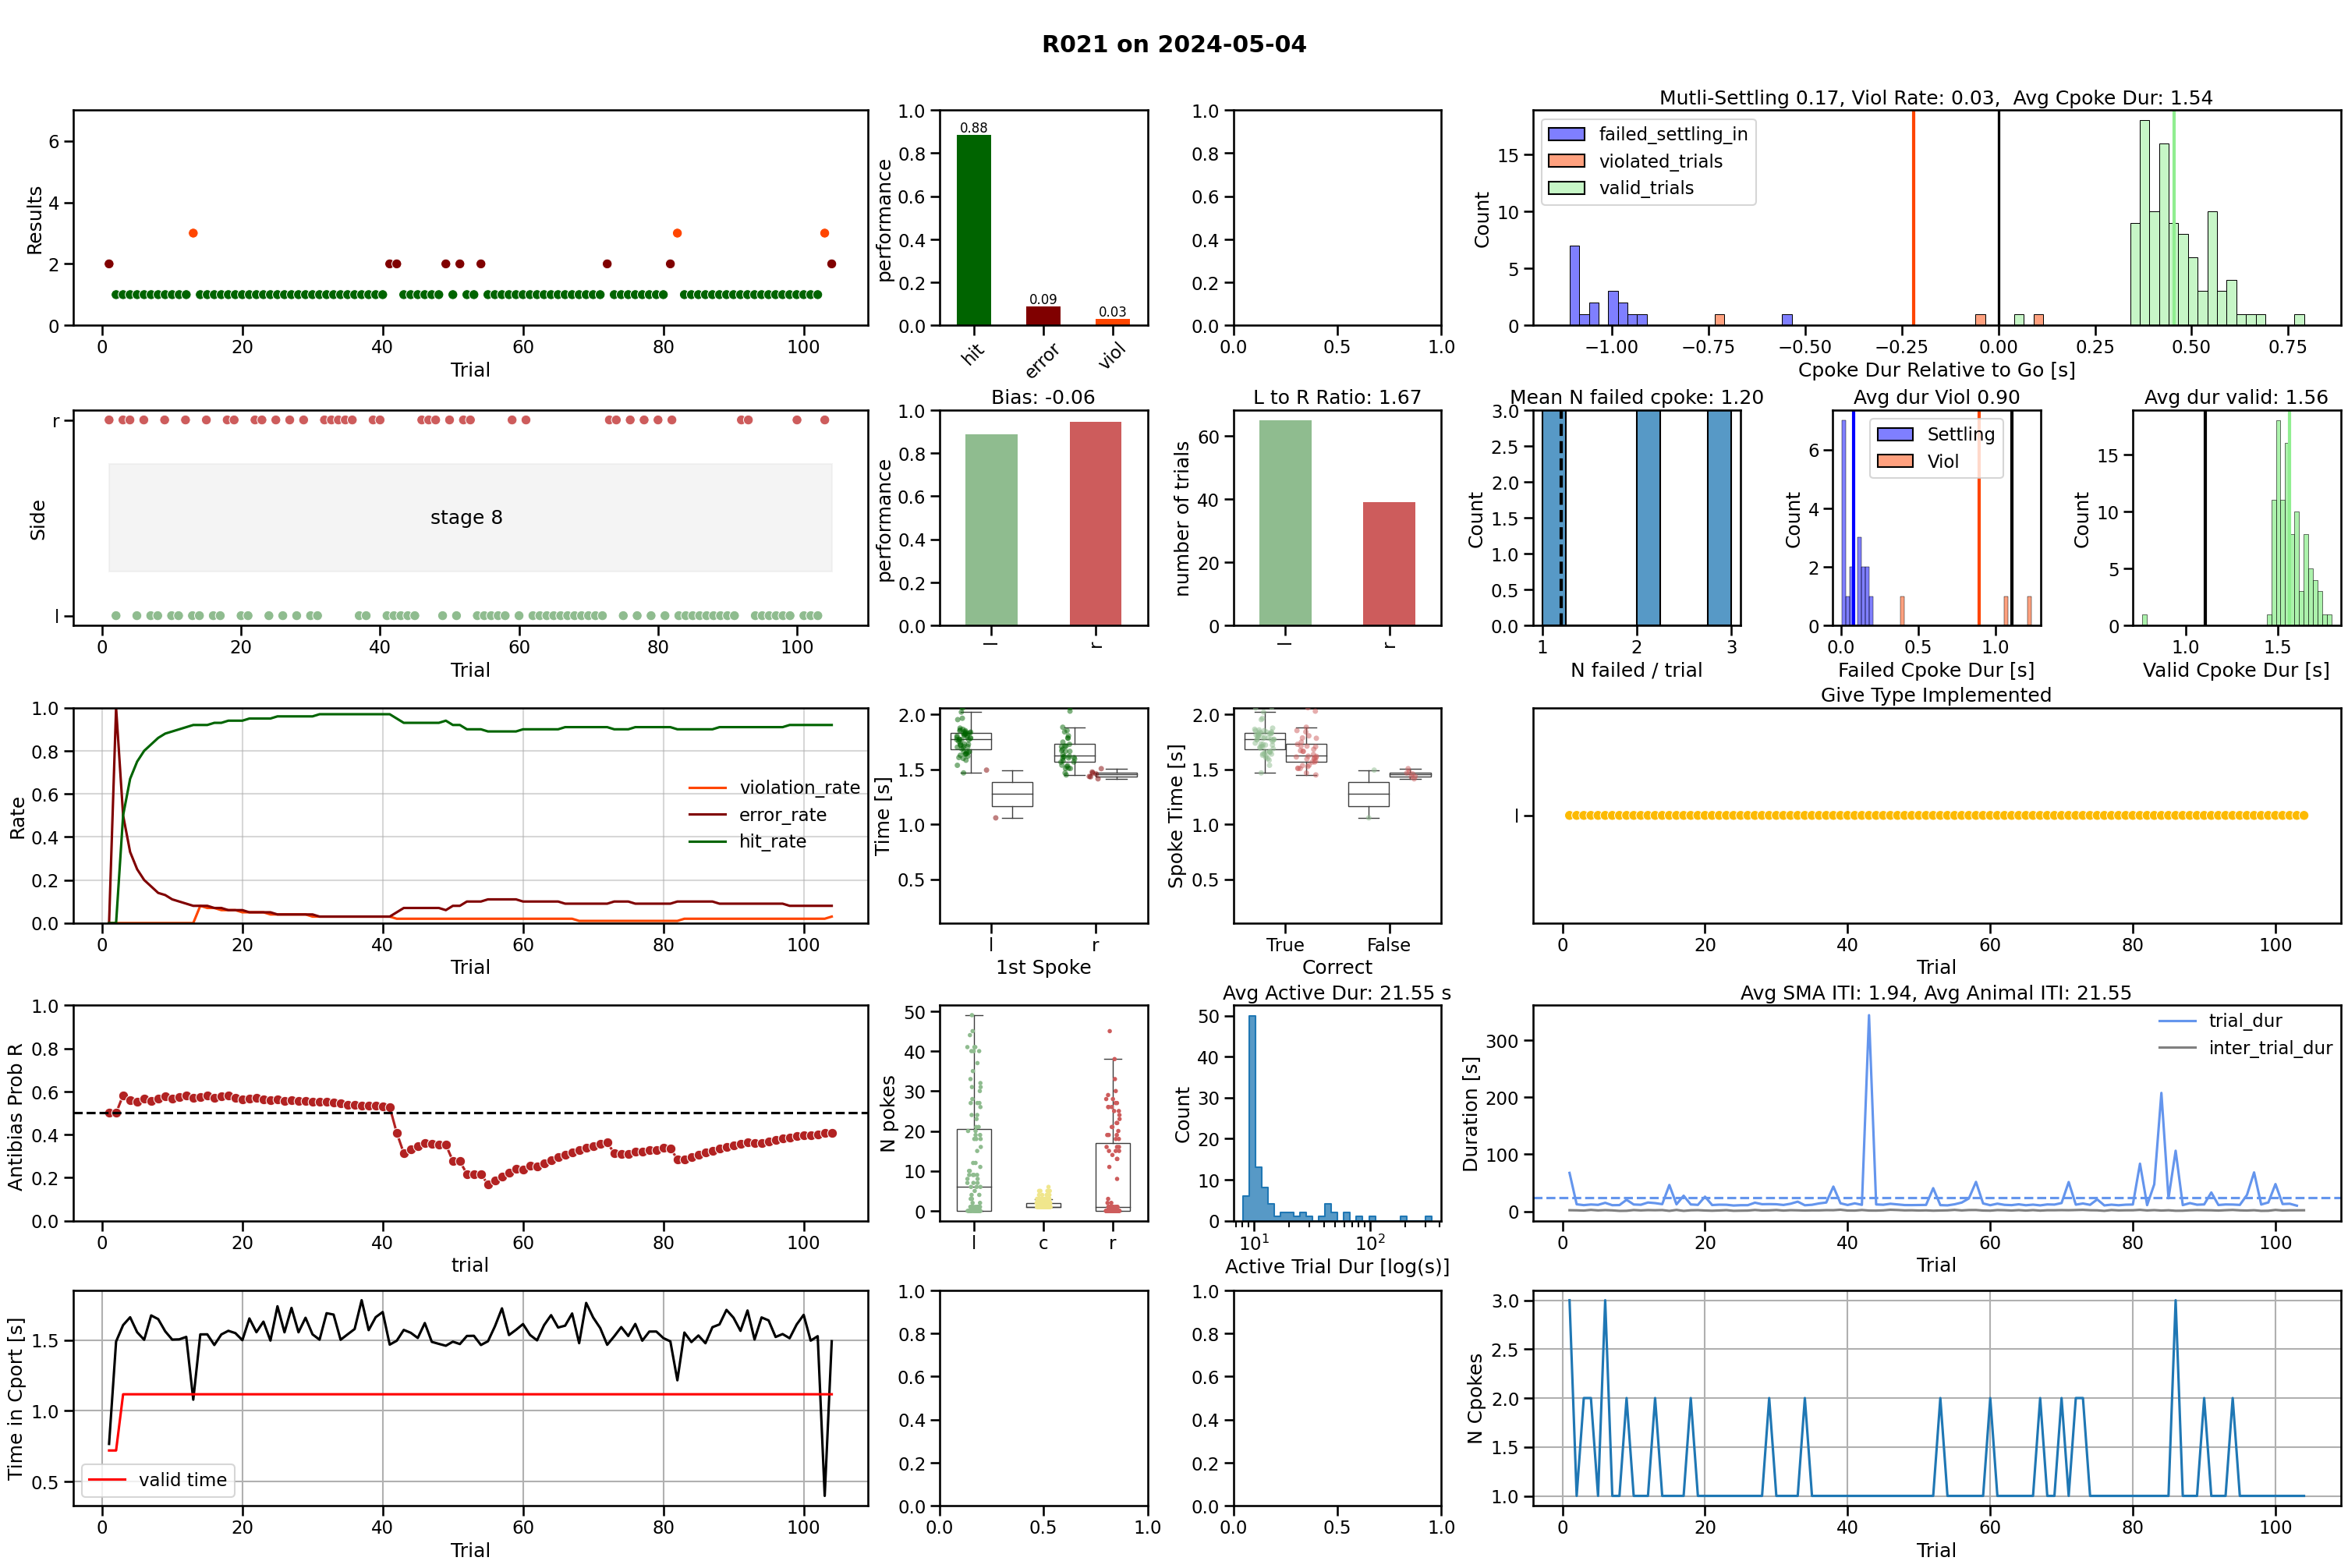 R021 on 2024-05-04
Results
6
4
2
0
0 20 40 60 80 100
Trial
performance
1.0
0.8
0.6
0.4
0.2
0.0
0.88
0.09
0.03
hit error viol
1.0
0.8
0.6
0.4
0.2
0.0
0.0 0.5 1.0
Mutli-Settling 0.17, Viol Rate: 0.03,  Avg Cpoke Dur: 1.54
failed_settling_in
violated_trials
valid_trials
Count
15
10
5
0
−1.00 −0.75 −0.50 −0.25 0.00 0.25 0.50 0.75
Cpoke Dur Relative to Go [s]
Side
r
l
stage 8
0 20 40 60 80 100
Trial
Bias: -0.06
performance
1.0
0.8
0.6
0.4
0.2
0.0
l r
L to R Ratio: 1.67
number of trials
60
40
20
0
l r
Mean N failed cpoke: 1.20
Count
3.0
2.5
2.0
1.5
1.0
0.5
0.0
1 2 3
N failed / trial
Avg dur Viol 0.90
Settling
Viol
Count
6
4
2
0
0.0 0.5 1.0
Failed Cpoke Dur [s]
Avg dur valid: 1.56
Count
15
10
5
0
1.0 1.5
Valid Cpoke Dur [s]
Rate
1.0
0.8
0.6
0.4
0.2
0.0
violation_rate
error_rate
hit_rate
0 20 40 60 80 100
Trial
Time [s]
2.0
1.5
1.0
0.5
l r
1st Spoke
Spoke Time [s]
2.0
1.5
1.0
0.5
True False
Correct
Give Type Implemented
l
0 20 40 60 80 100
Trial
Antibias Prob R
1.0
0.8
0.6
0.4
0.2
0.0
0 20 40 60 80 100
trial
N pokes
50
40
30
20
10
0
l c r
Avg Active Dur: 21.55 s
Count
50
40
30
20
10
0
10¹ 10²
Active Trial Dur [log(s)]
Avg SMA ITI: 1.94, Avg Animal ITI: 21.55
trial_dur
inter_trial_dur
Duration [s]
300
200
100
0
0 20 40 60 80 100
Trial
Time in Cport [s]
1.5
1.0
0.5
valid time
0 20 40 60 80 100
Trial
1.0
0.8
0.6
0.4
0.2
0.0
0.0 0.5 1.0
1.0
0.8
0.6
0.4
0.2
0.0
0.0 0.5 1.0
N Cpokes
3.0
2.5
2.0
1.5
1.0
0 20 40 60 80 100
Trial